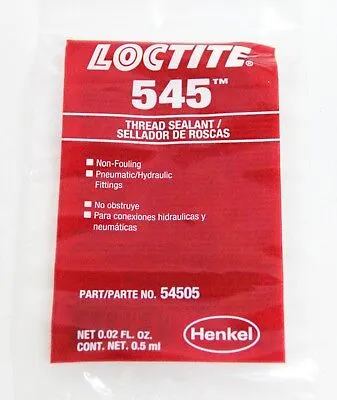 LOCTITE®
545™
THREAD SEALANT/
SELLADOR DE ROSCAS
■ Non-Fouling
■ Pneumatic/Hydraulic
Fittings
■ No obstruye
■ Para conexiones hidraulicas y
neumáticas
PART/PARTE NO. 54505
NET 0.02 FL. OZ.
CONT. NET. 0.5 ml
Henkel